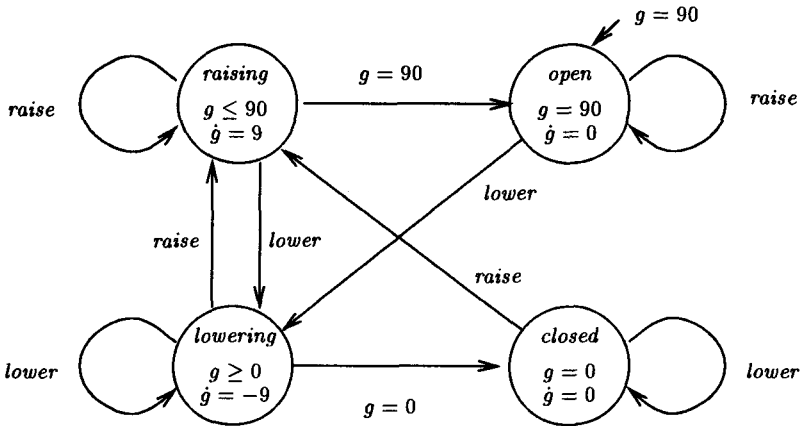 g = 90
raising
g ≤ 90
ġ = 9
g = 90
open
g = 90
ġ = 0
raise
raise
lower
raise
lower
raise
lowering
g ≥ 0
ġ = −9
closed
g = 0
ġ = 0
lower
lower
g = 0